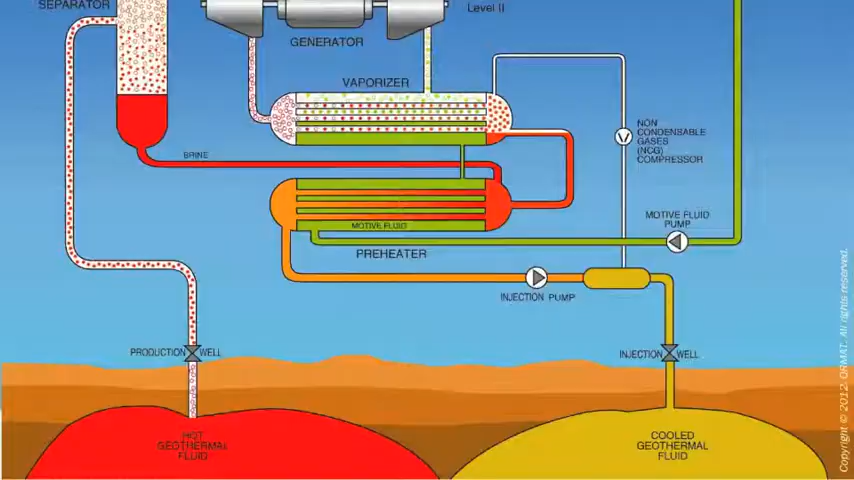 SEPARATOR
Level II
GENERATOR
VAPORIZER
NON
CONDENSABLE
GASES
(NCG)
COMPRESSOR
BRINE
MOTIVE FLUID
PUMP
MOTIVE FLUID
PREHEATER
INJECTION PUMP
PRODUCTION WELL
INJECTION WELL
HOT
GEOTHERMAL
FLUID
COOLED
GEOTHERMAL
FLUID
Copyright © 2012. ORMAT. All rights reserved.